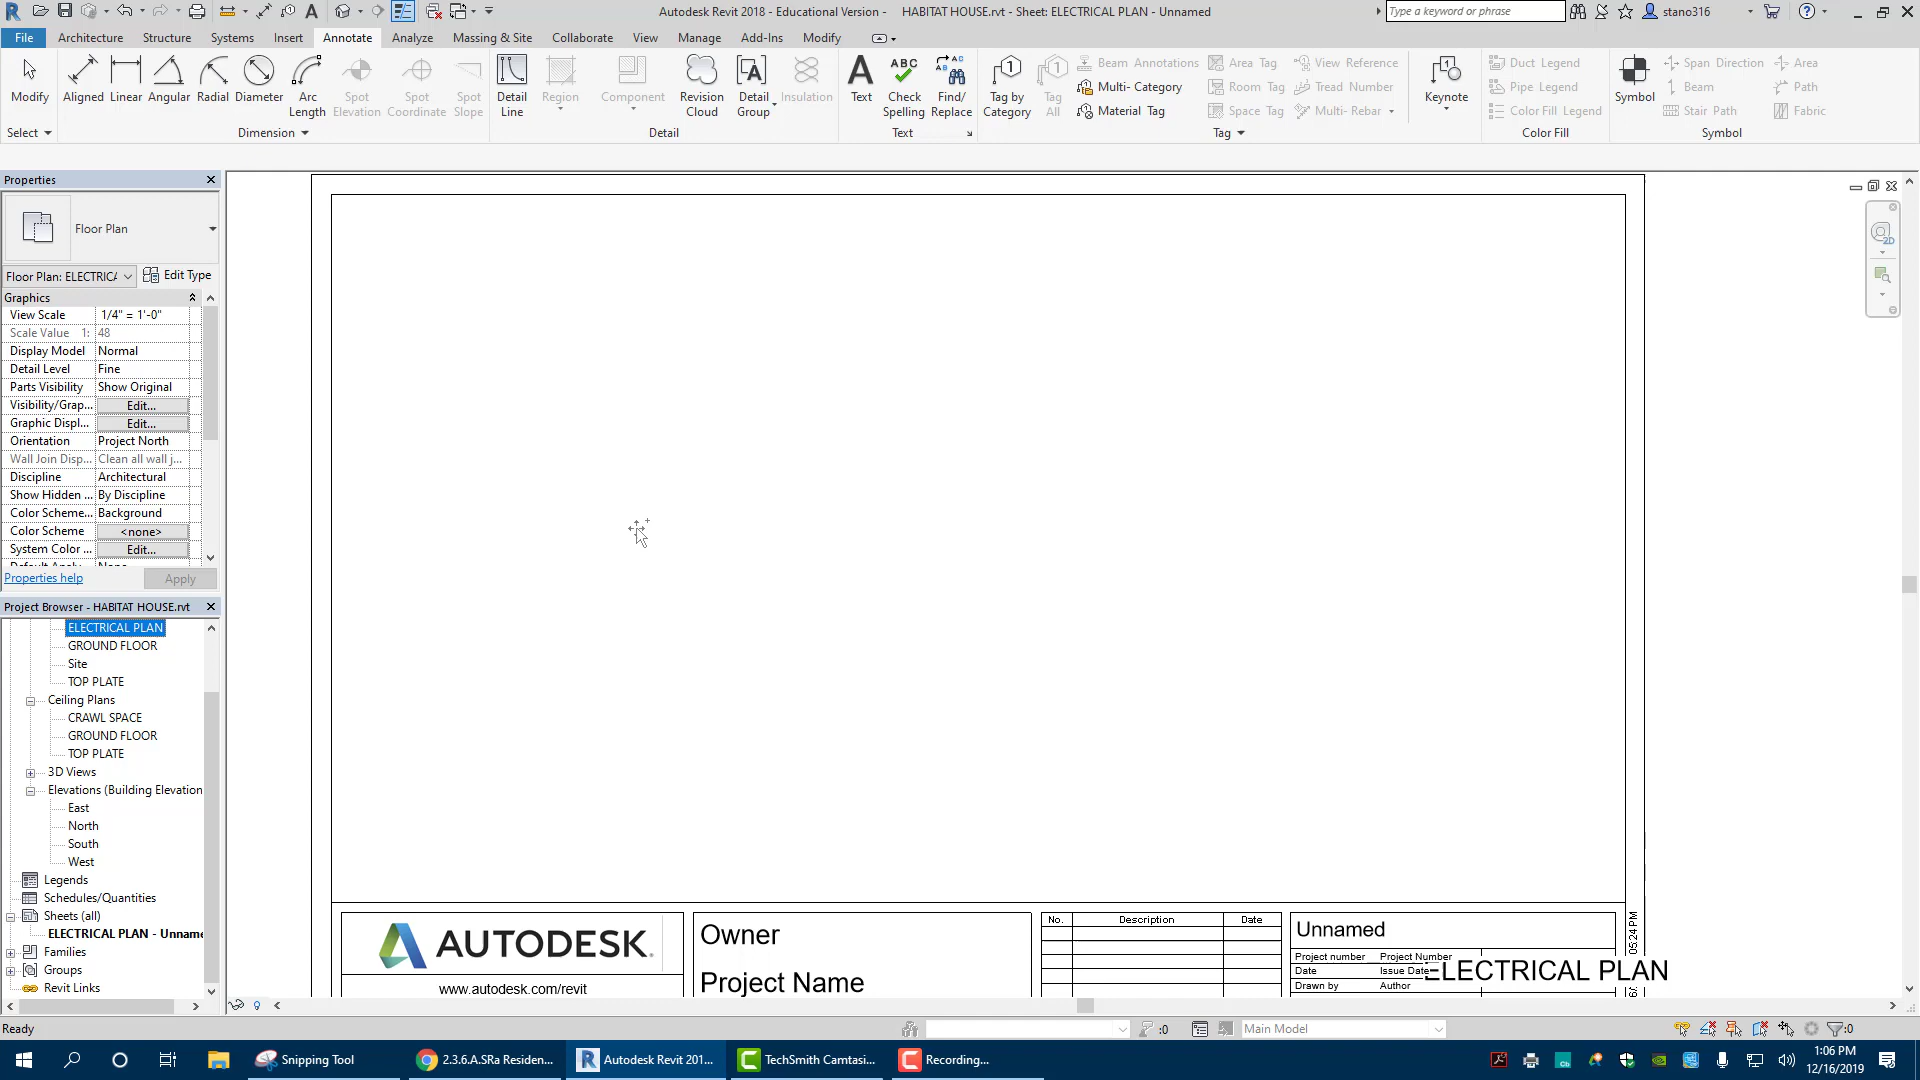 Autodesk Revit 2018 - Educational Version - HABITAT HOUSE.rvt - Sheet: ELECTRICAL PLAN - Unnamed
Type a keyword or phrase
stano316
File Architecture Structure Systems Insert Annotate Analyze Massing & Site Collaborate View Manage Add-Ins Modify
Modify
Aligned
Linear
Angular
Radial
Diameter
Arc Length
Spot Elevation
Spot Coordinate
Spot Slope
Detail Line
Region
Component
Revision Cloud
Detail Group
Insulation
Text
ABC
Check Spelling
Find/ Replace
Tag by Category
Tag All
Beam Annotations
Multi- Category
Material Tag
Area Tag
Room Tag
Space Tag
View Reference
Tread Number
Multi- Rebar
Keynote
Duct Legend
Pipe Legend
Color Fill Legend
Symbol
Span Direction
Beam
Stair Path
Area
Path
Fabric
Select
Dimension
Detail
Text
Tag
Color Fill
Symbol
Properties
Floor Plan
Floor Plan: ELECTRICA
Edit Type
Graphics
View Scale 1/4" = 1'-0"
Scale Value 1: 48
Display Model Normal
Detail Level Fine
Parts Visibility Show Original
Visibility/Grap... Edit...
Graphic Displ... Edit...
Orientation Project North
Wall Join Disp... Clean all wall j...
Discipline Architectural
Show Hidden ... By Discipline
Color Scheme... Background
Color Scheme <none>
System Color ... Edit...
Properties help
Apply
Project Browser - HABITAT HOUSE.rvt
ELECTRICAL PLAN
GROUND FLOOR
Site
TOP PLATE
Ceiling Plans
CRAWL SPACE
GROUND FLOOR
TOP PLATE
3D Views
Elevations (Building Elevation
East
North
South
West
Legends
Schedules/Quantities
Sheets (all)
ELECTRICAL PLAN - Unname
Families
Groups
Revit Links
2D
AUTODESK.
www.autodesk.com/revit
Owner
Project Name
No. Description Date
Unnamed
Project number Project Number
Date Issue Date
Drawn by Author
ELECTRICAL PLAN
05:24 PM
Ready
:0
Main Model
:0
Snipping Tool
2.3.6.A.SRa Residen...
Autodesk Revit 201...
TechSmith Camtasi...
Recording...
1:06 PM
12/16/2019